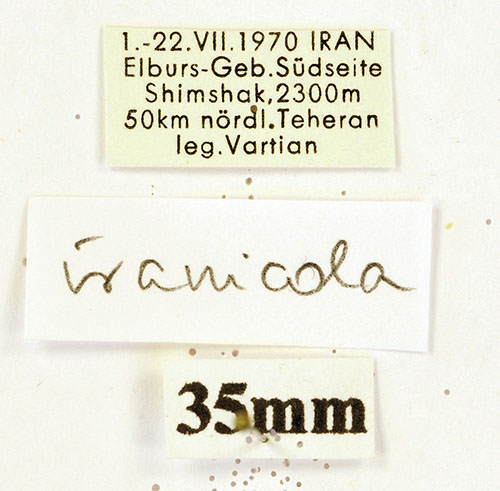 1.-22.VII.1970 IRAN
Elburs-Geb.Südseite
Shimshak,2300m
50km nördl.Teheran
leg.Vartian
iranicola
35mm